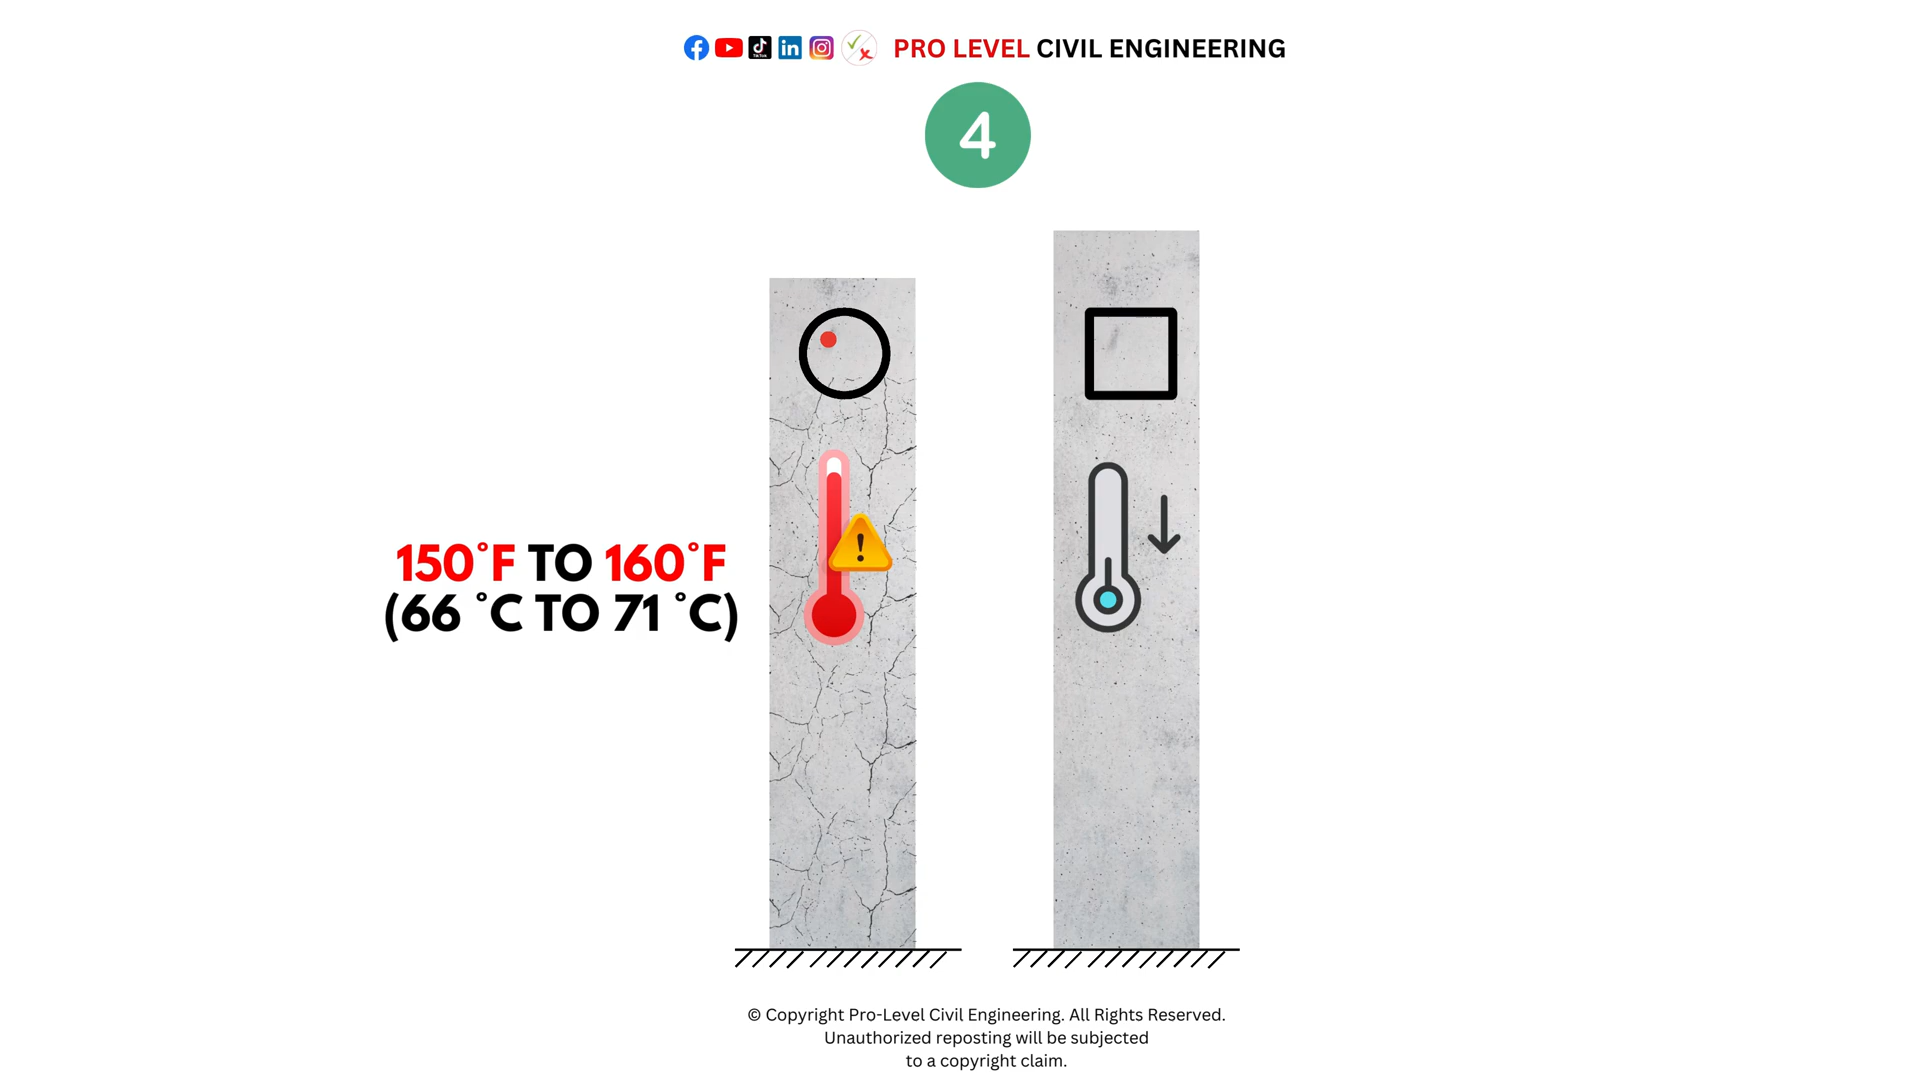 PRO LEVEL CIVIL ENGINEERING
4
150°F TO 160°F
(66 °C TO 71 °C)
© Copyright Pro-Level Civil Engineering. All Rights Reserved.
Unauthorized reposting will be subjected
to a copyright claim.